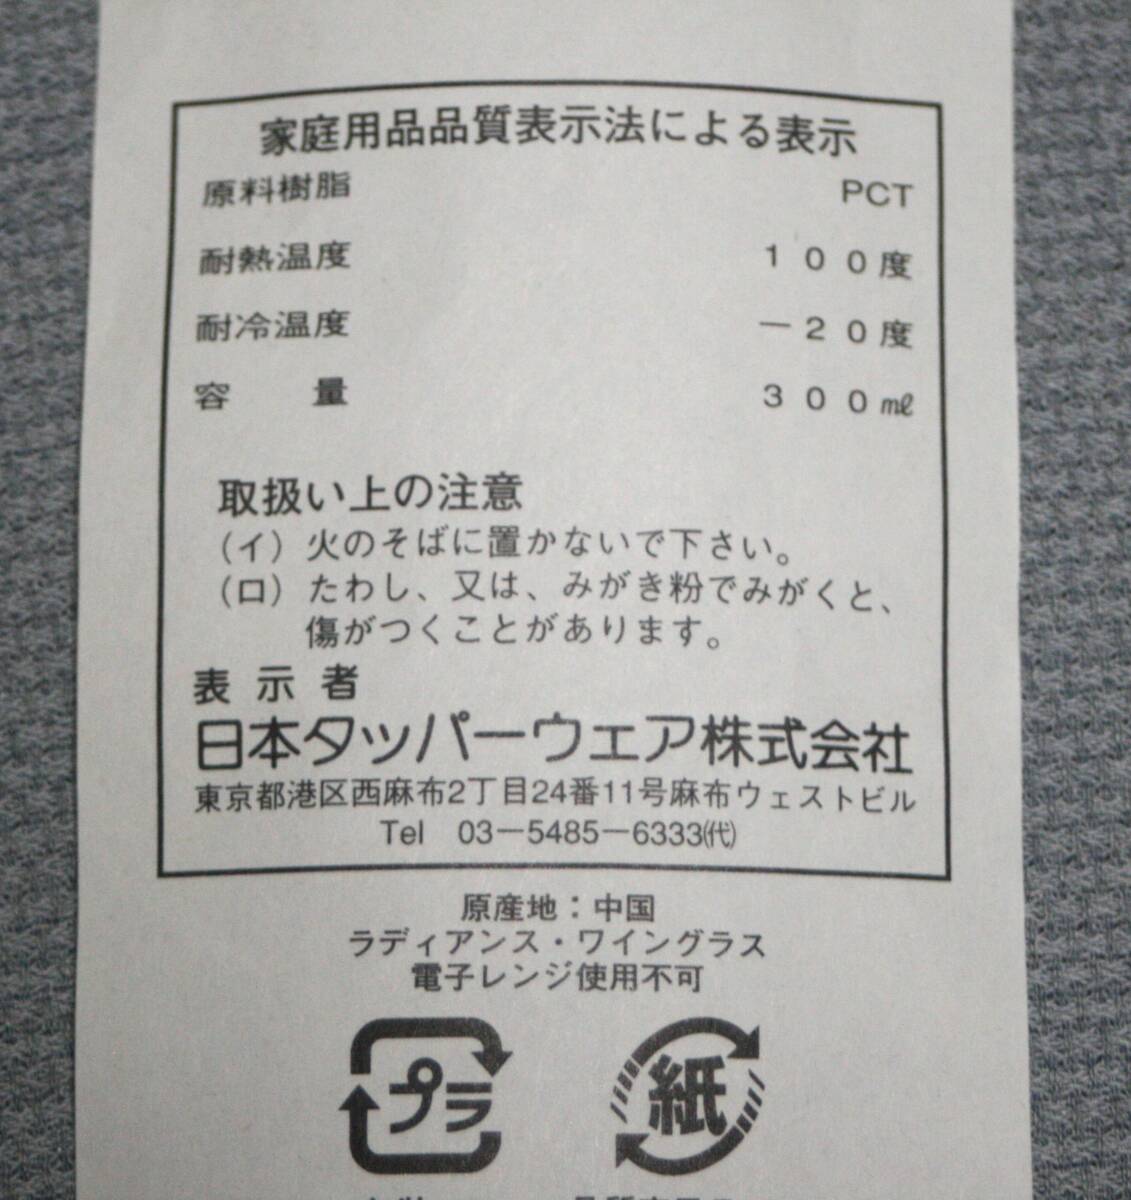 家庭用品品質表示法による表示
原料樹脂 PCT
耐熱温度 100度
耐冷温度 −20度
容量 300㎖
取扱い上の注意
(イ) 火のそばに置かないで下さい。
(ロ) たわし、又は、みがき粉でみがくと、
傷がつくことがあります。
表示者
日本タッパーウェア株式会社
東京都港区西麻布2丁目24番11号麻布ウェストビル
Tel 03−5485−6333㈹
原産地：中国
ラディアンス・ワイングラス
電子レンジ使用不可
プラ 紙